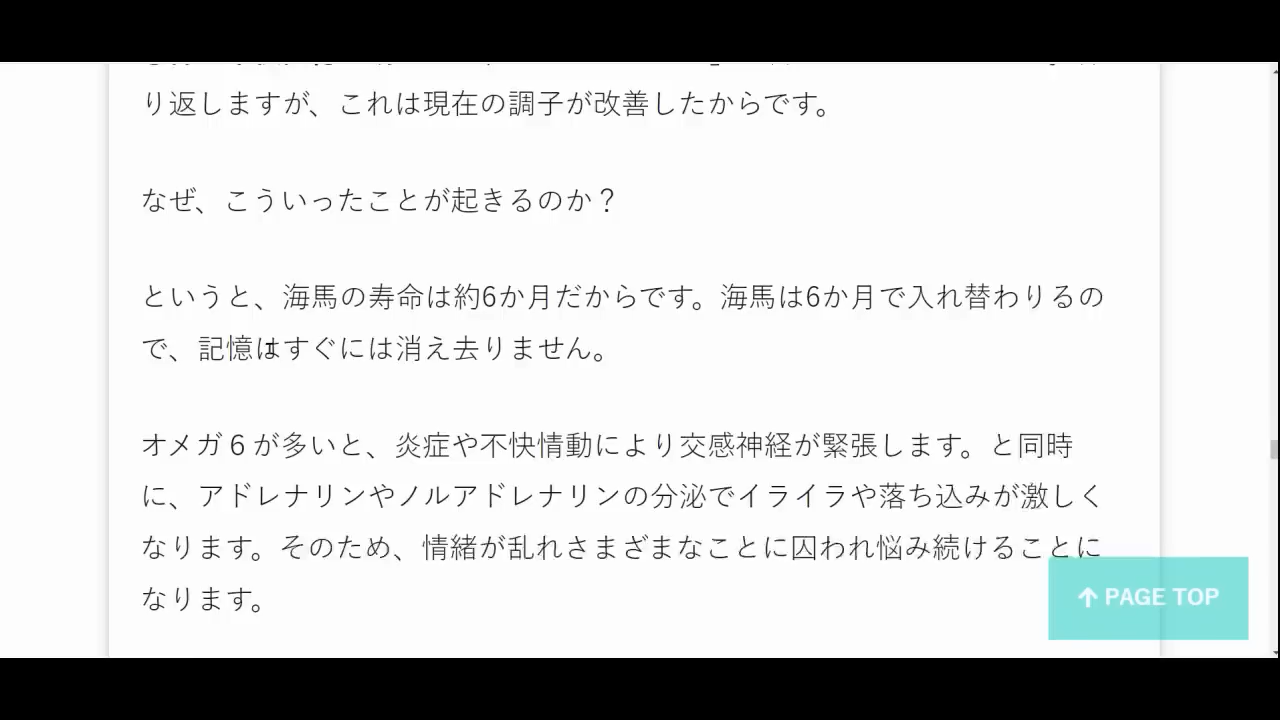 り返しますが、これは現在の調子が改善したからです。
なぜ、こういったことが起きるのか？
というと、海馬の寿命は約6か月だからです。海馬は6か月で入れ替わりるの
で、記憶はすぐには消え去りません。
オメガ６が多いと、炎症や不快情動により交感神経が緊張します。と同時
に、アドレナリンやノルアドレナリンの分泌でイライラや落ち込みが激しく
なります。そのため、情緒が乱れさまざまなことに囚われ悩み続けることに
なります。
↑ PAGE TOP